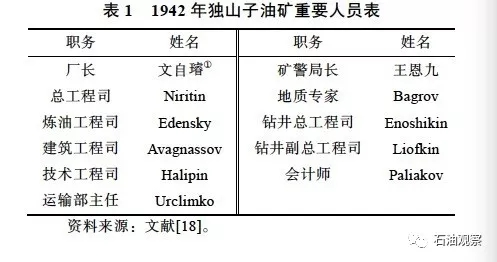 表 1 1942 年独山子油矿重要人员表
职务 姓名 职务 姓名
厂长 文自璿① 矿警局长 王恩九
总工程司 Niritin 地质专家 Bagrov
炼油工程司 Edensky 钻井总工程司 Enoshikin
建筑工程司 Avagnassov 钻井副总工程司 Liofkin
技术工程司 Halipin 会计师 Paliakov
运输部主任 Urclimko
资料来源：文献[18]。
石油观察